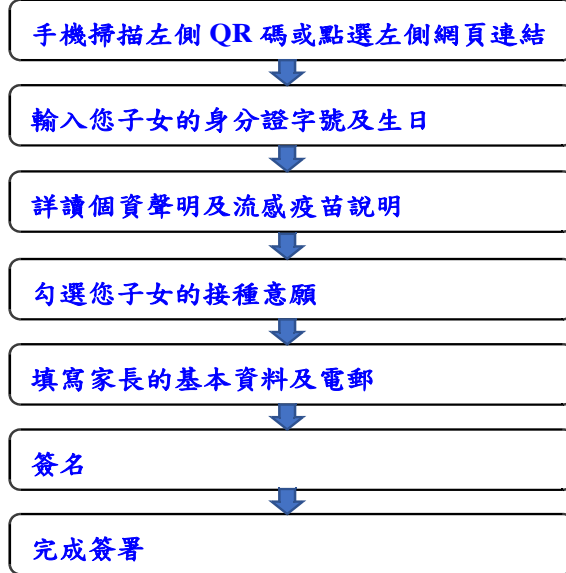 手機掃描左側 QR 碼或點選左側網頁連結
輸入您子女的身分證字號及生日
詳讀個資聲明及流感疫苗說明
勾選您子女的接種意願
填寫家長的基本資料及電郵
簽名
完成簽署